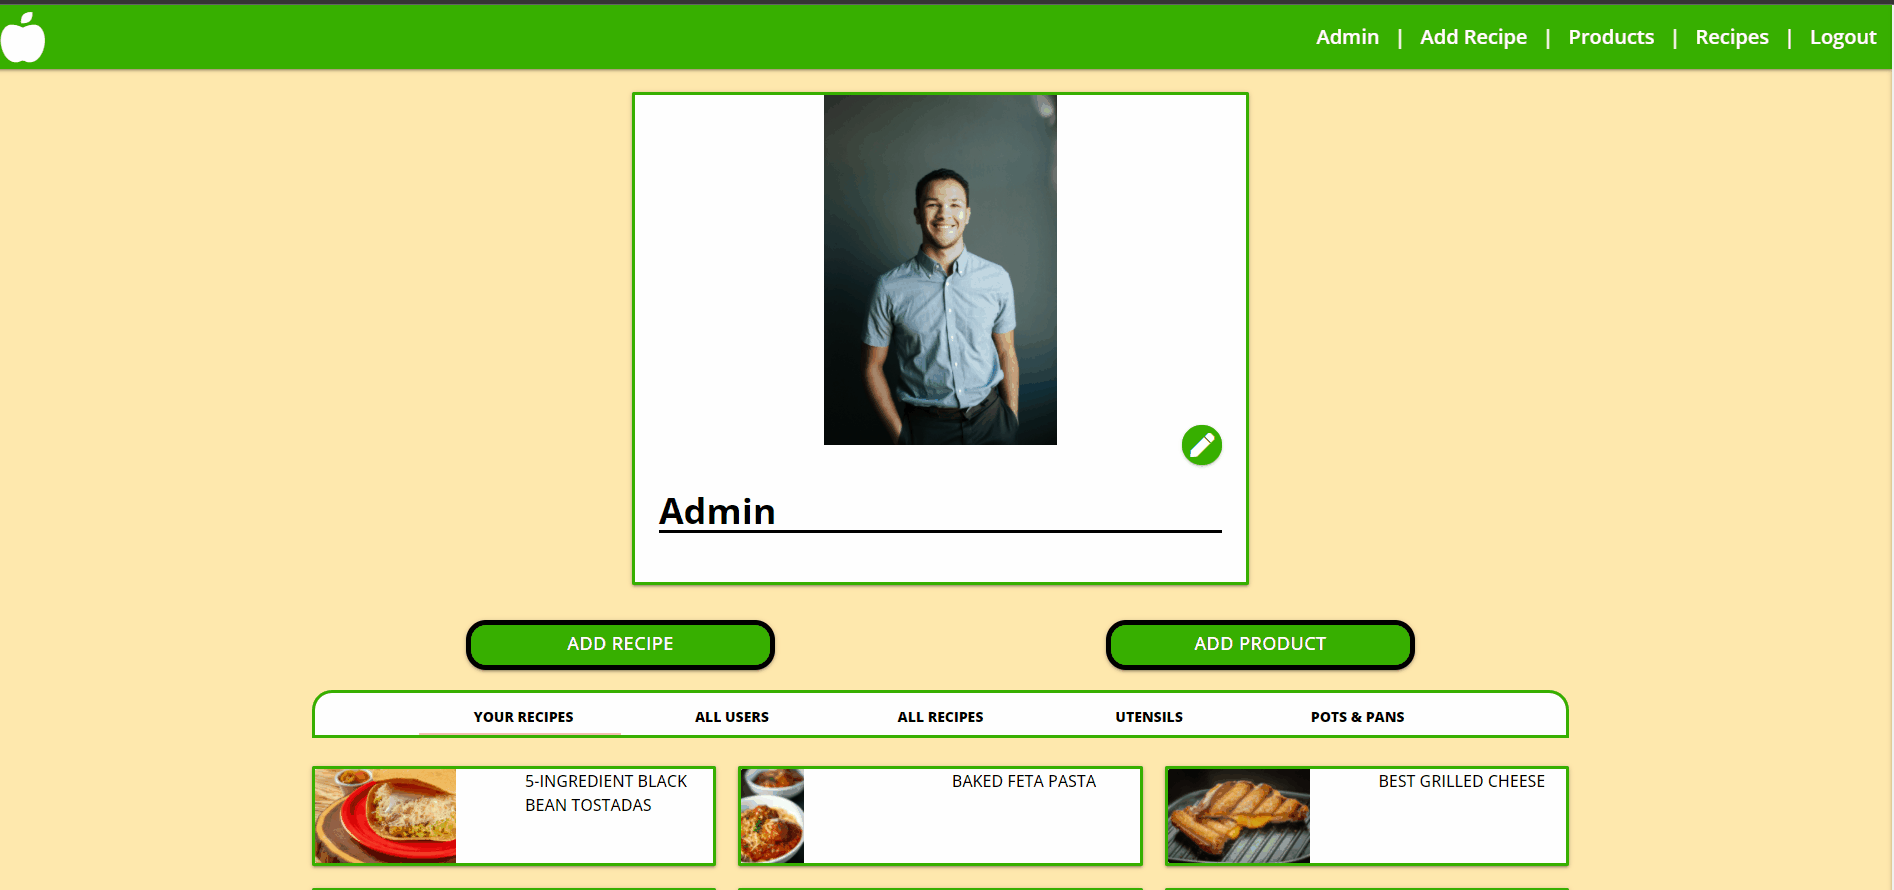 Admin | Add Recipe | Products | Recipes | Logout
Admin
ADD RECIPE
ADD PRODUCT
YOUR RECIPES
ALL USERS
ALL RECIPES
UTENSILS
POTS & PANS
5-INGREDIENT BLACK
BEAN TOSTADAS
BAKED FETA PASTA
BEST GRILLED CHEESE